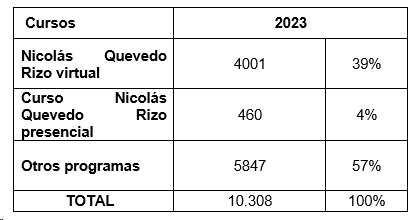 Cursos 2023
Nicolás Quevedo
Rizo virtual 4001 39%
Curso Nicolás
Quevedo Rizo
presencial 460 4%
Otros programas 5847 57%
TOTAL 10.308 100%